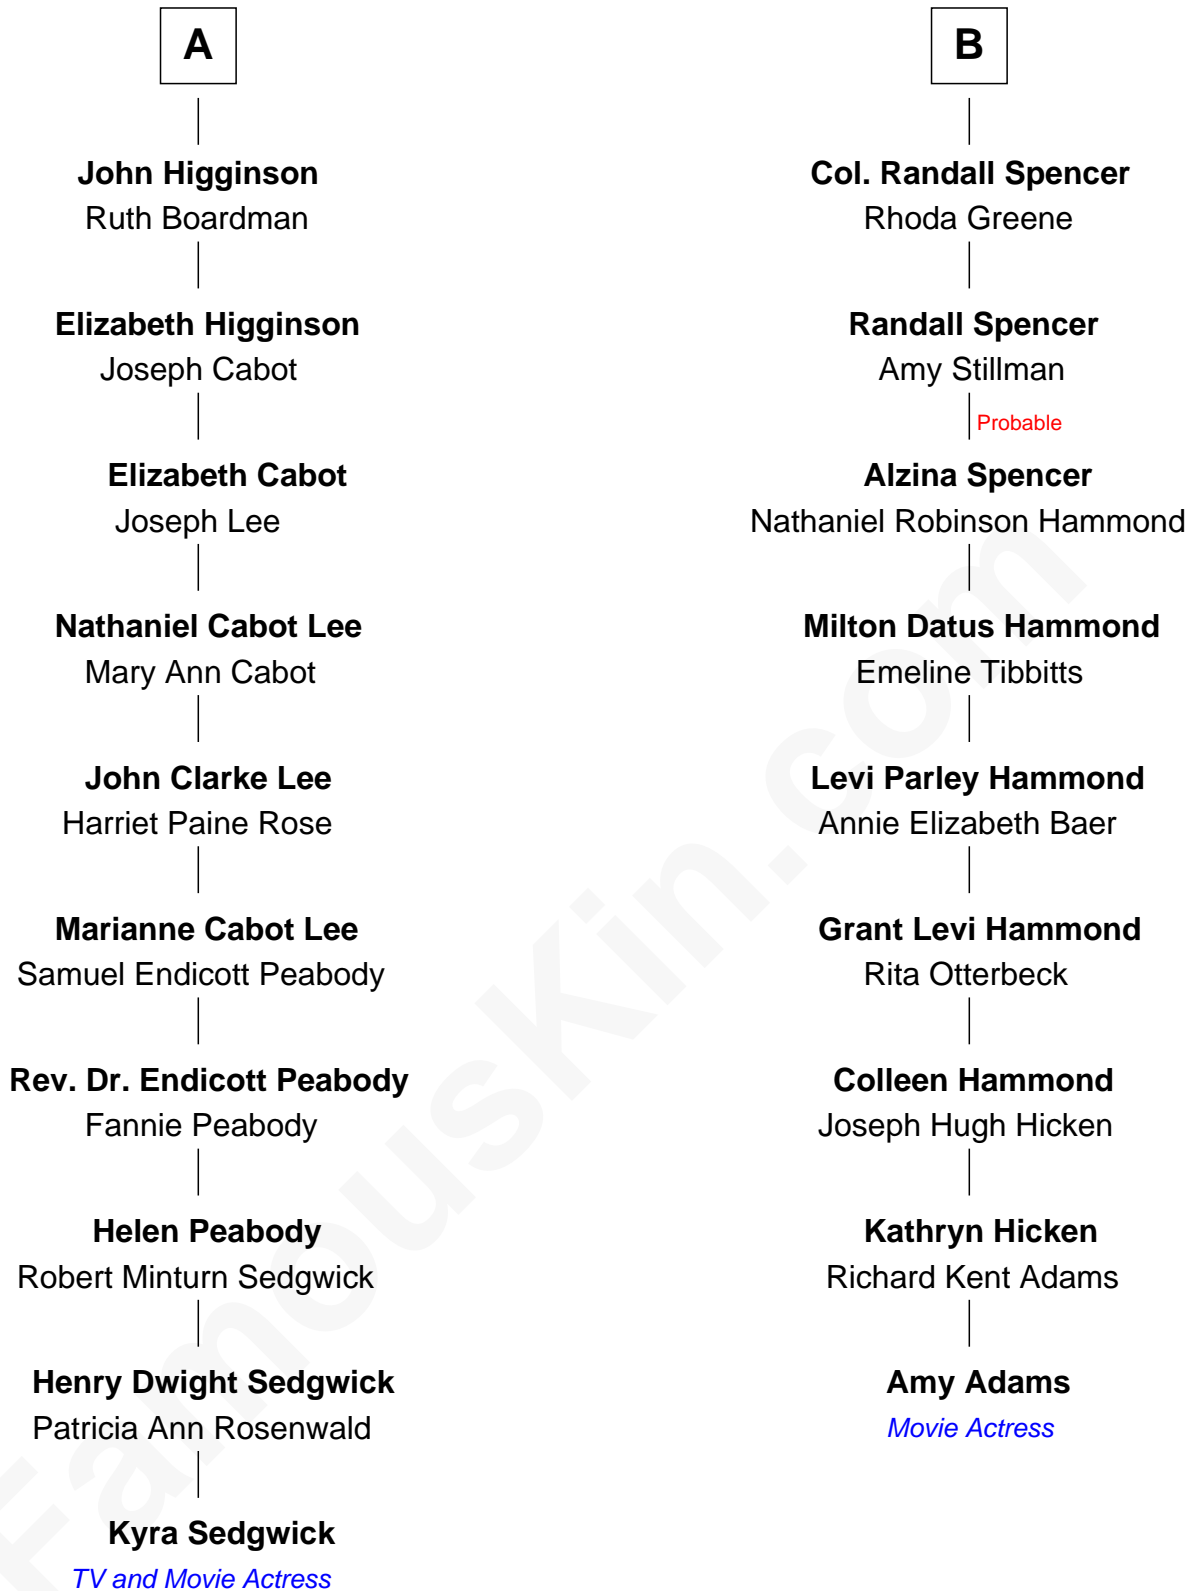 A
John Higginson
Ruth Boardman
Elizabeth Higginson
Joseph Cabot
Elizabeth Cabot
Joseph Lee
Nathaniel Cabot Lee
Mary Ann Cabot
John Clarke Lee
Harriet Paine Rose
Marianne Cabot Lee
Samuel Endicott Peabody
Rev. Dr. Endicott Peabody
Fannie Peabody
Helen Peabody
Robert Minturn Sedgwick
Henry Dwight Sedgwick
Patricia Ann Rosenwald
Kyra Sedgwick
TV and Movie Actress
B
Col. Randall Spencer
Rhoda Greene
Randall Spencer
Amy Stillman
Probable
Alzina Spencer
Nathaniel Robinson Hammond
Milton Datus Hammond
Emeline Tibbitts
Levi Parley Hammond
Annie Elizabeth Baer
Grant Levi Hammond
Rita Otterbeck
Colleen Hammond
Joseph Hugh Hicken
Kathryn Hicken
Richard Kent Adams
Amy Adams
Movie Actress
FamousKin.com